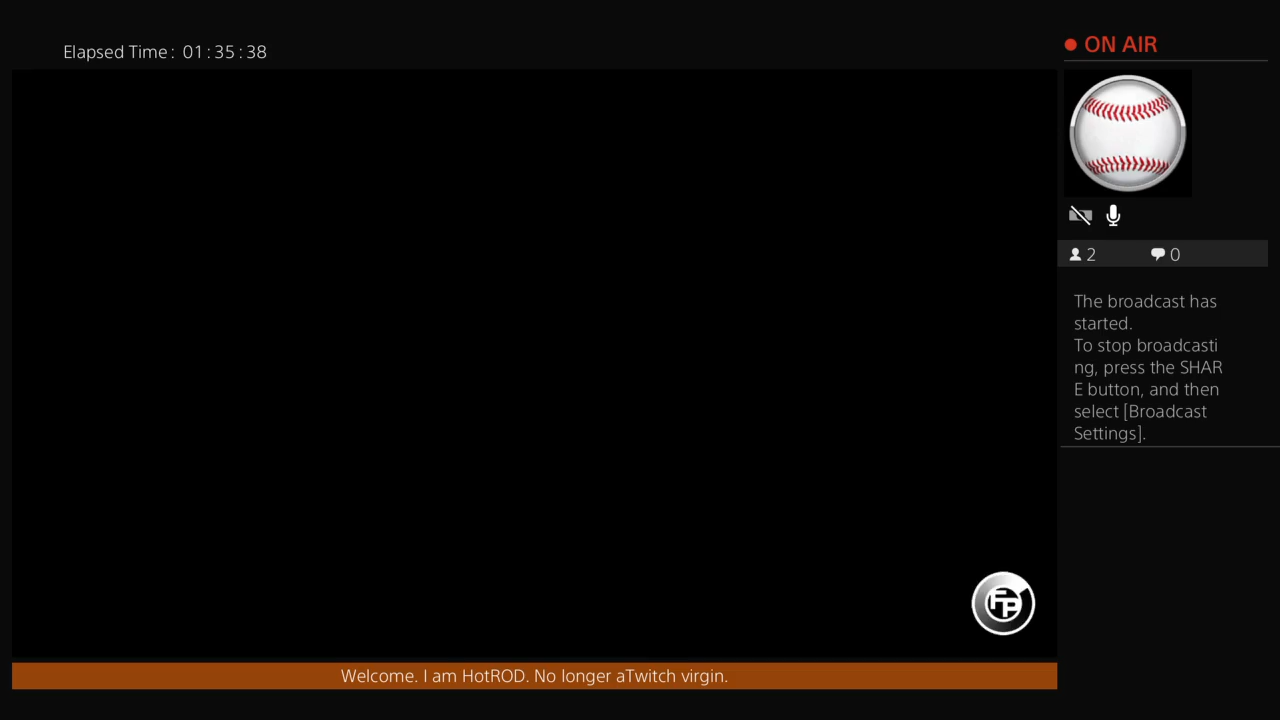 Elapsed Time: 01:35:38
ON AIR
2 0
The broadcast has
started.
To stop broadcasti
ng, press the SHAR
E button, and then
select [Broadcast
Settings].
FP
Welcome. I am HotROD. No longer aTwitch virgin.